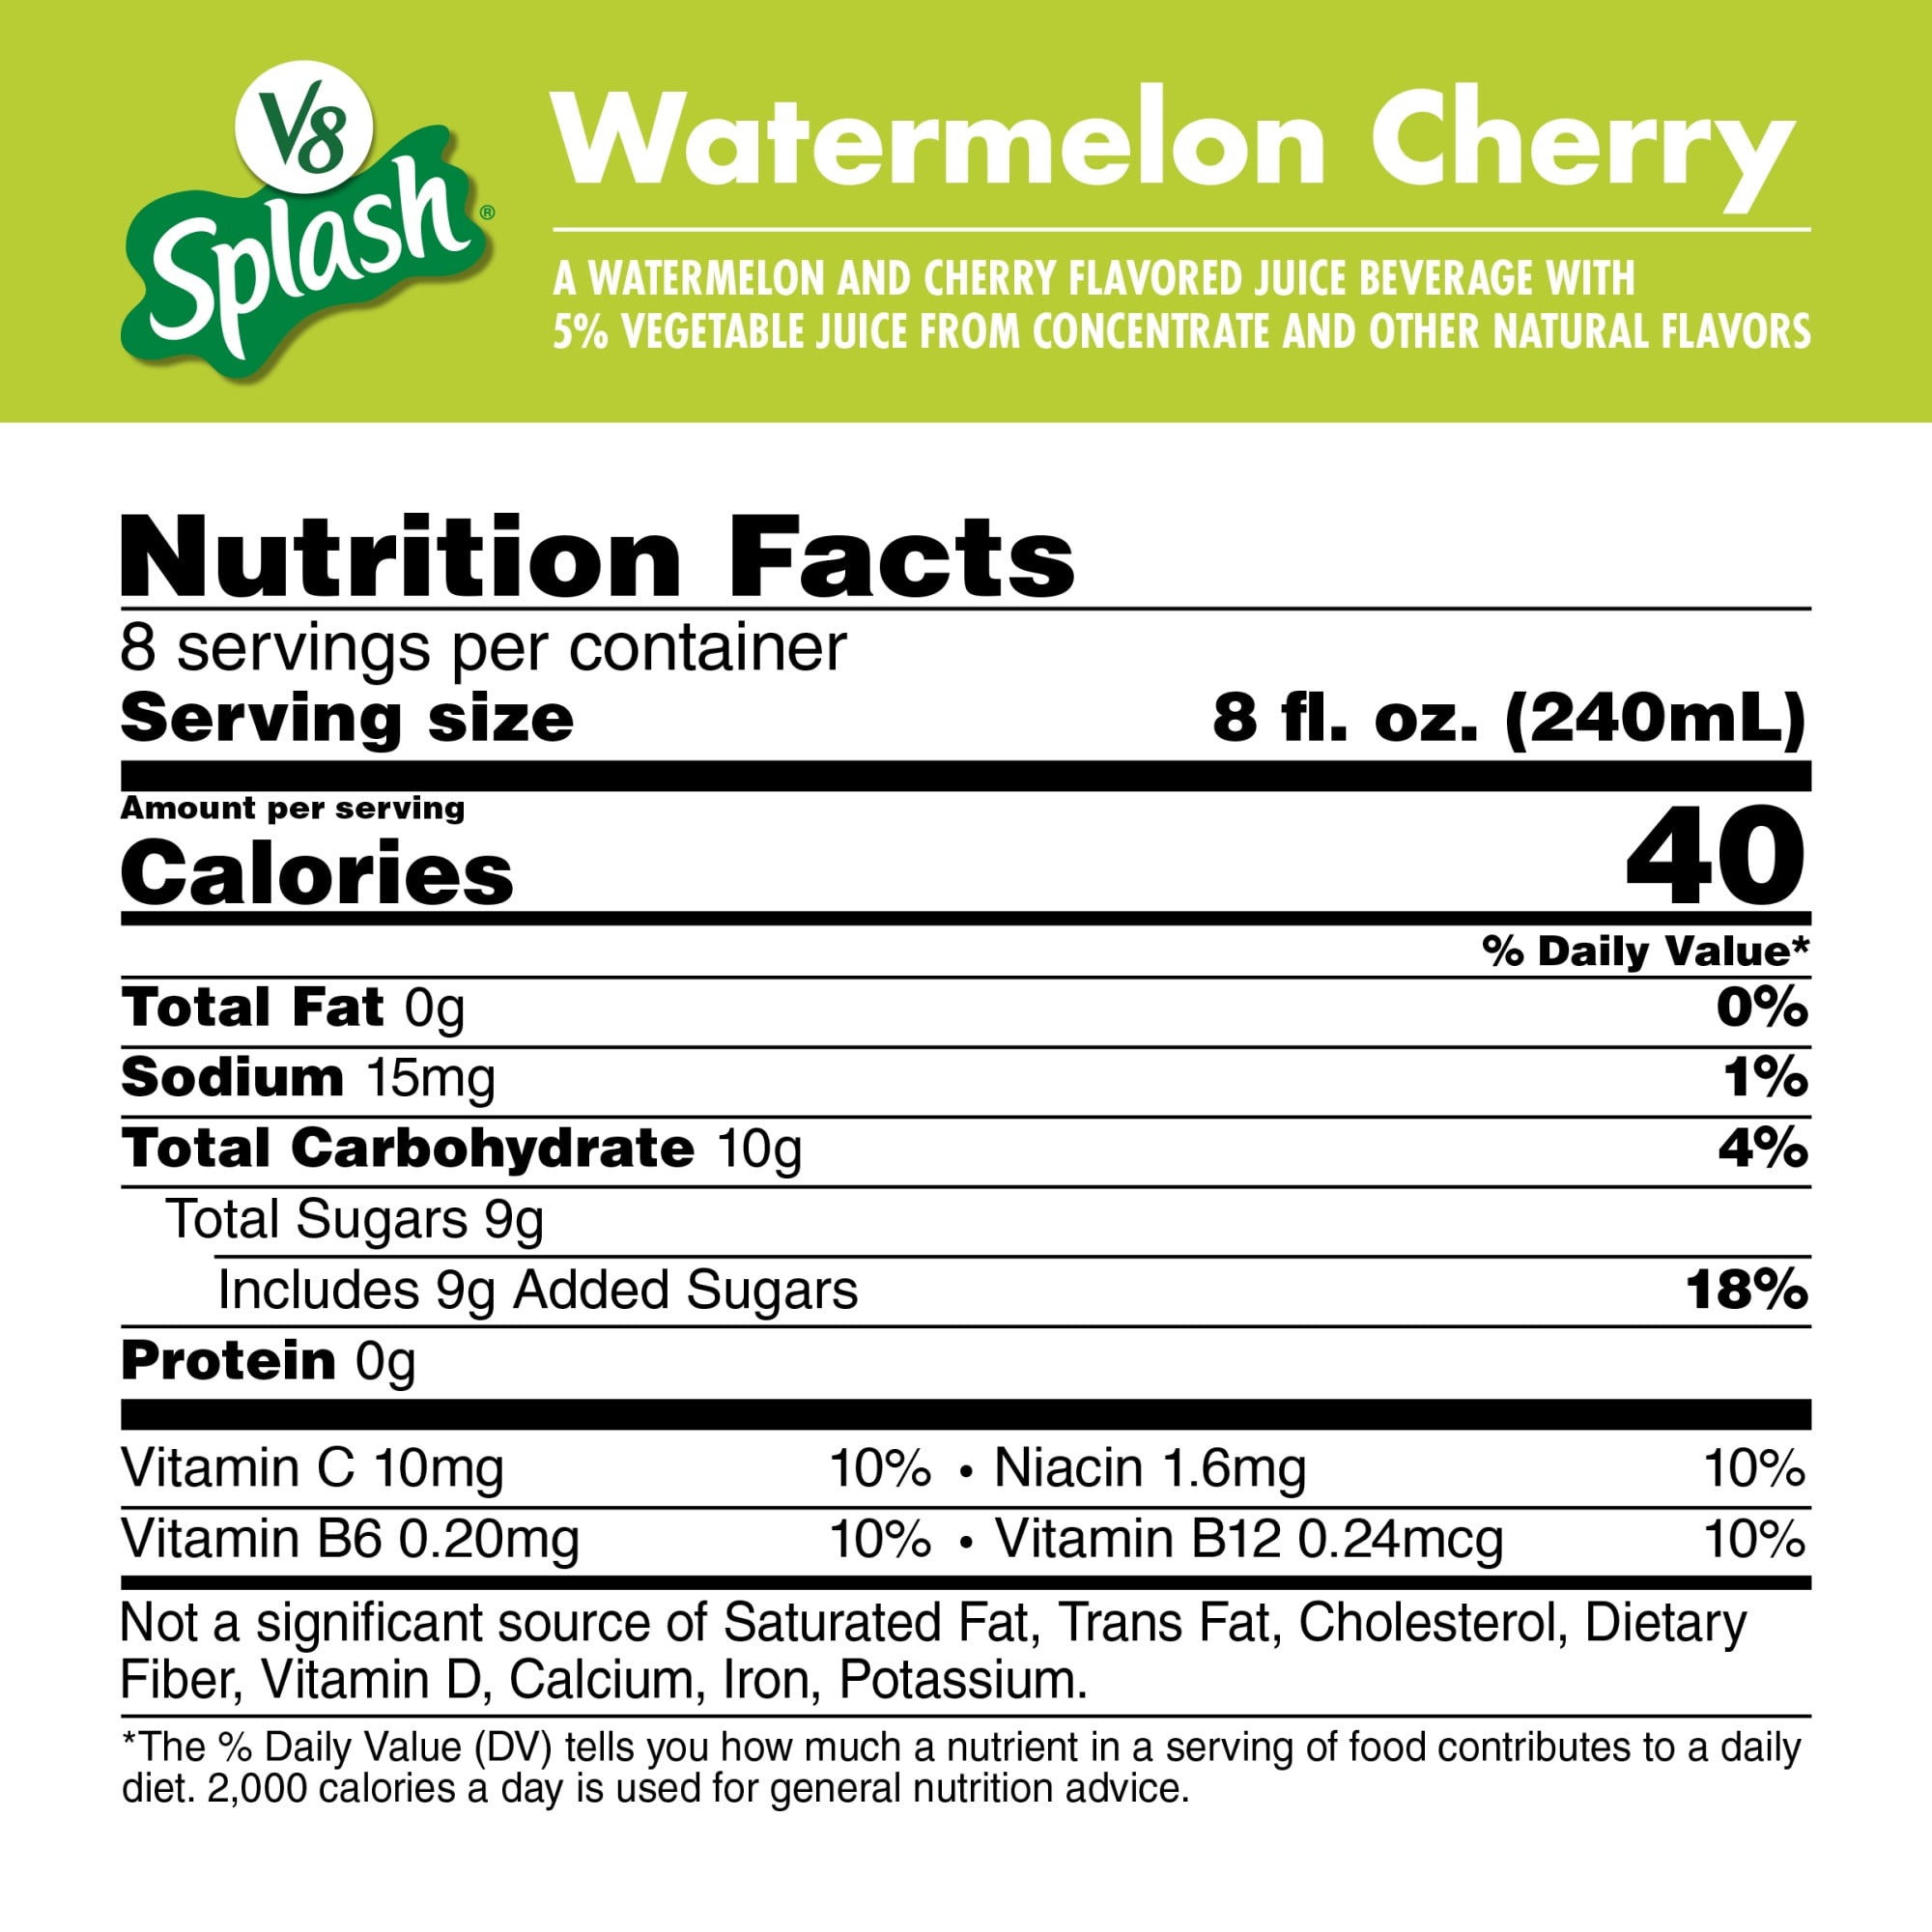 V8
Splash®
Watermelon Cherry
A WATERMELON AND CHERRY FLAVORED JUICE BEVERAGE WITH
5% VEGETABLE JUICE FROM CONCENTRATE AND OTHER NATURAL FLAVORS
Nutrition Facts
8 servings per container
Serving size 8 fl. oz. (240mL)
Amount per serving
Calories 40
% Daily Value*
Total Fat 0g 0%
Sodium 15mg 1%
Total Carbohydrate 10g 4%
Total Sugars 9g
Includes 9g Added Sugars 18%
Protein 0g
Vitamin C 10mg 10% • Niacin 1.6mg 10%
Vitamin B6 0.20mg 10% • Vitamin B12 0.24mcg 10%
Not a significant source of Saturated Fat, Trans Fat, Cholesterol, Dietary
Fiber, Vitamin D, Calcium, Iron, Potassium.
*The % Daily Value (DV) tells you how much a nutrient in a serving of food contributes to a daily
diet. 2,000 calories a day is used for general nutrition advice.